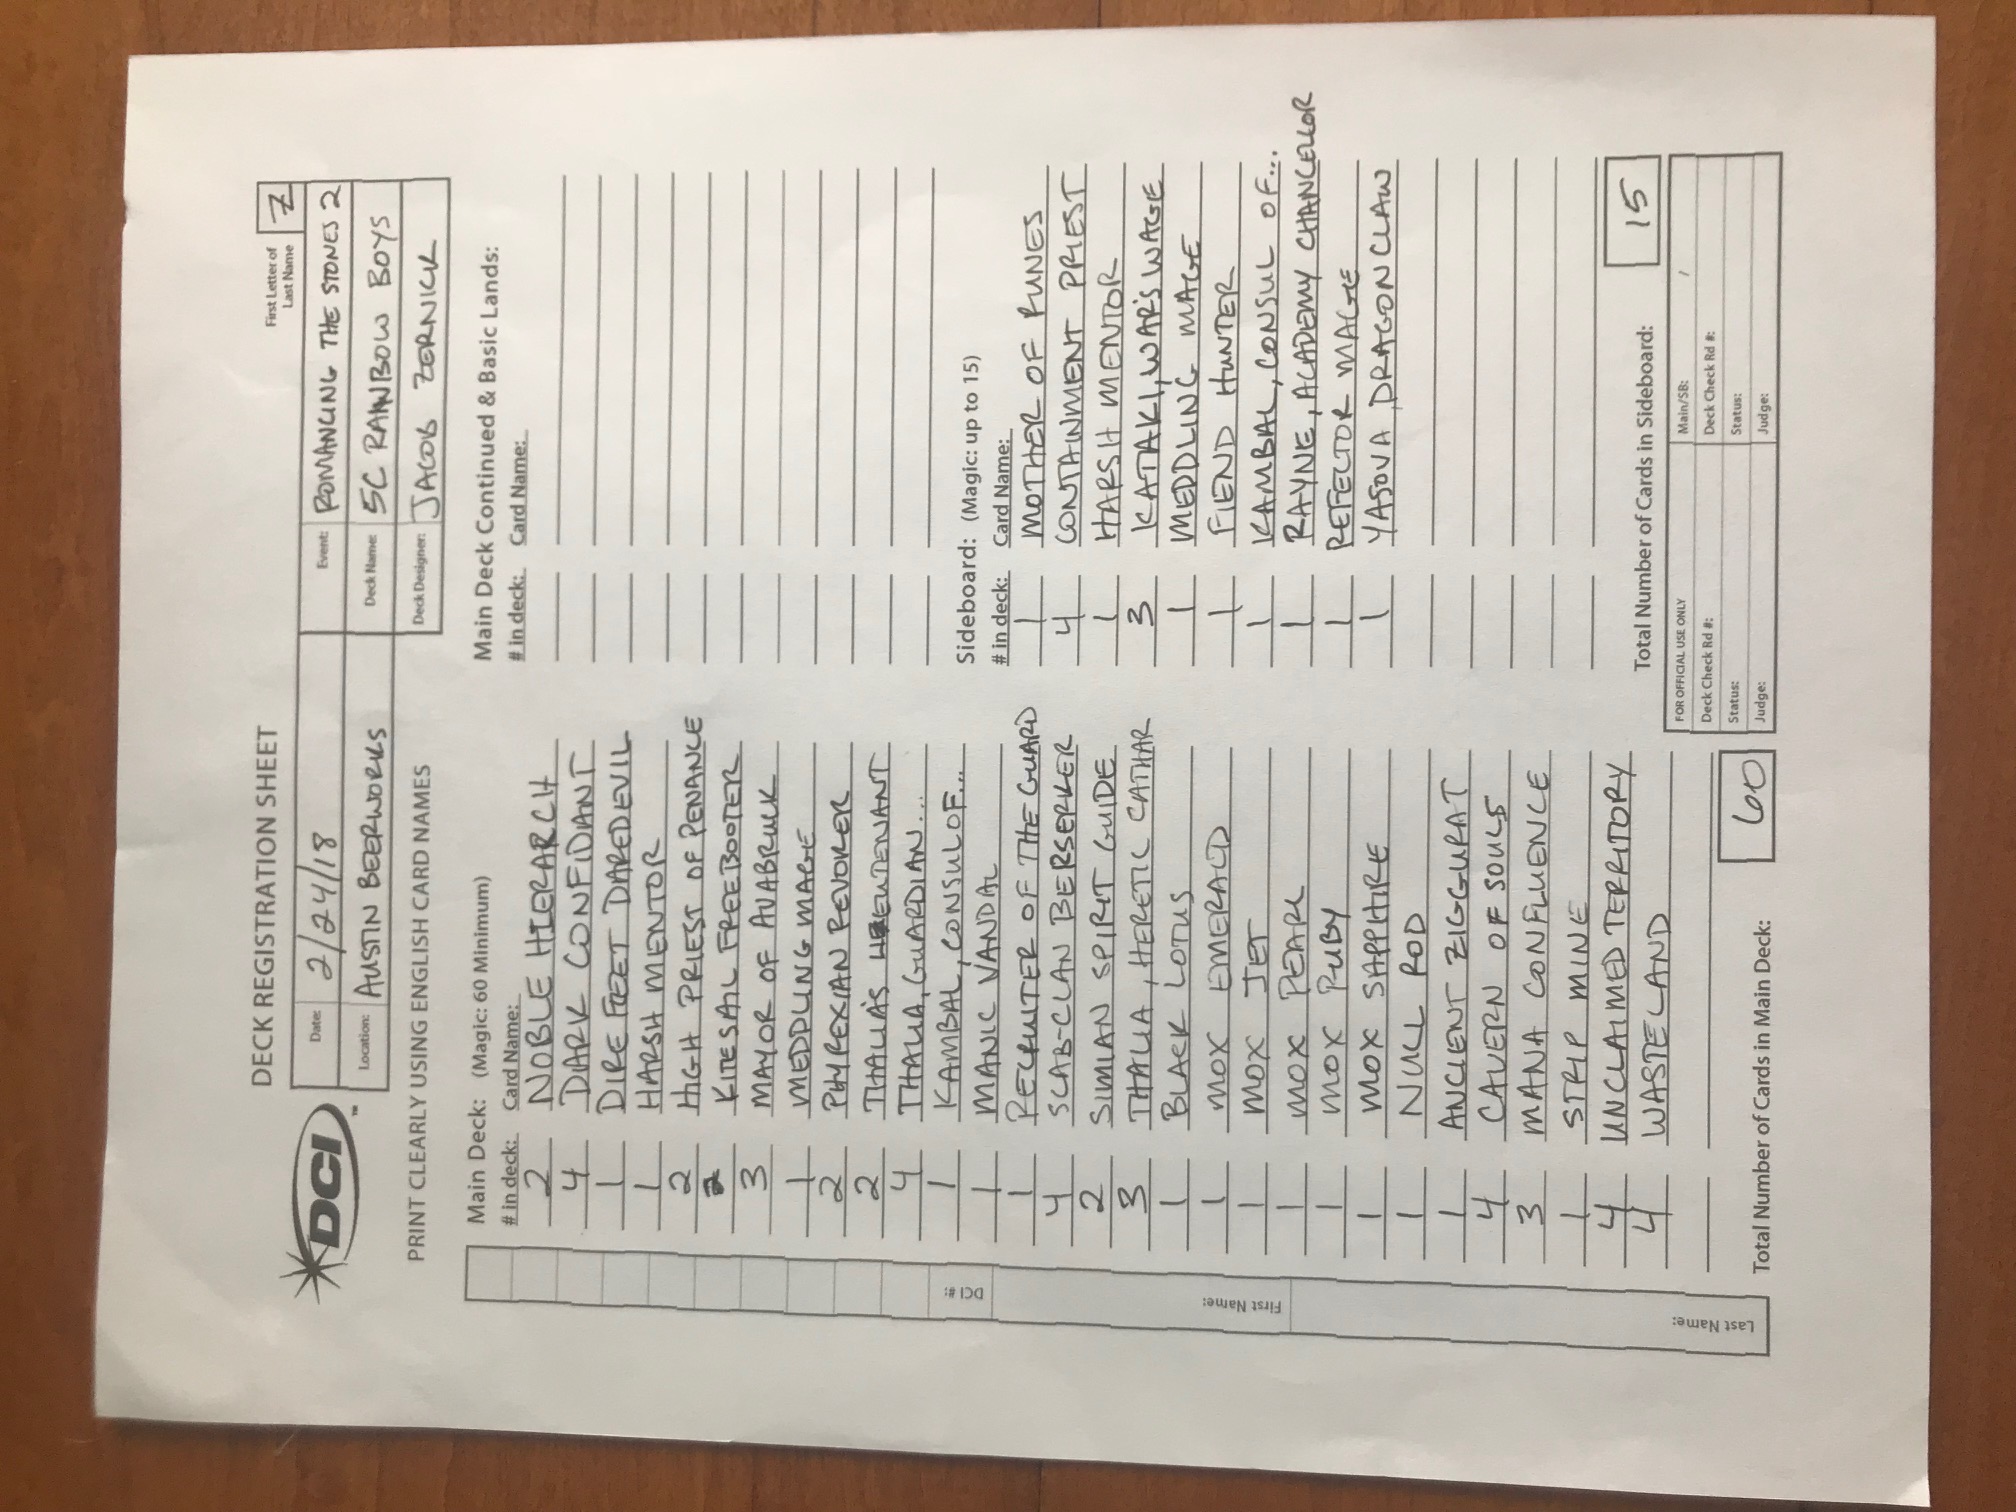 DECK REGISTRATION SHEET
First Letter of Last Name Z
DCI ™
Date: 2/24/18
Event: ROMANCING THE STONES 2
Location: AUSTIN BEERWORKS
Deck Name: 5C RAINBOW BOYS
PRINT CLEARLY USING ENGLISH CARD NAMES
Deck Designer: JACOB ZERNICK
Main Deck: (Magic: 60 Minimum)
# in deck: Card Name:
2 NOBLE HIERARCH
4 DARK CONFIDANT
1 DIRE FLEET DAREDEVIL
1 HARSH MENTOR
2 HIGH PRIEST OF PENANCE
2 KITESAIL FREEBOOTER
3 MAYOR OF AVABRUCK
1 MEDDLING MAGE
2 PHYREXIAN REVOKER
2 THALIA'S LIEUTENANT
4 THALIA, GUARDIAN...
1 KAMBAL, CONSUL OF...
1 MANIC VANDAL
1 RECRUITER OF THE GUARD
4 SCAB-CLAN BERSERKER
2 SIMIAN SPIRIT GUIDE
3 THALIA, HERETIC CATHAR
1 BLACK LOTUS
1 MOX EMERALD
1 MOX JET
1 MOX PEARL
1 MOX RUBY
1 MOX SAPPHIRE
1 NULL ROD
1 ANCIENT ZIGGURAT
4 CAVERN OF SOULS
3 MANA CONFLUENCE
1 STRIP MINE
4 UNCLAIMED TERRITORY
4 WASTELAND
Total Number of Cards in Main Deck: 60
Main Deck Continued & Basic Lands:
# in deck: Card Name:
Sideboard: (Magic: up to 15)
# in deck: Card Name:
1 MOTHER OF RUNES
4 CONTAINMENT PRIEST
1 HARSH MENTOR
3 KATAKI, WAR'S WAGE
1 MEDDLING MAGE
1 FIEND HUNTER
1 KAMBAL, CONSUL OF...
1 RAYNE, ACADEMY CHANCELLOR
1 REFECTOR MAGE
1 YASOVA DRAGONCLAW
Total Number of Cards in Sideboard: 15
FOR OFFICIAL USE ONLY
Main/SB: /
Deck Check Rd #:
Deck Check Rd #:
Status:
Status:
Judge:
Judge:
DCI #:
First Name:
Last Name: